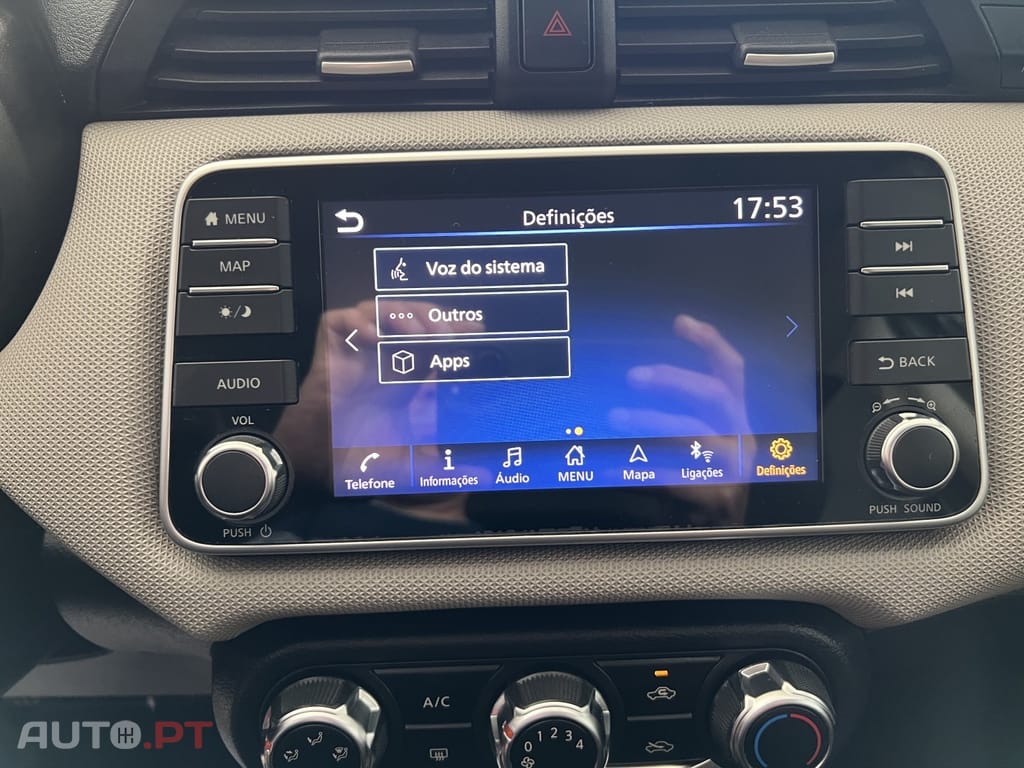 MENU
MAP
AUDIO
VOL
PUSH
Definições
17:53
Voz do sistema
Outros
Apps
Telefone
Informações
Áudio
MENU
Mapa
Ligações
Definições
BACK
PUSH SOUND
A/C
0 1 2 3 4
AUTO.PT